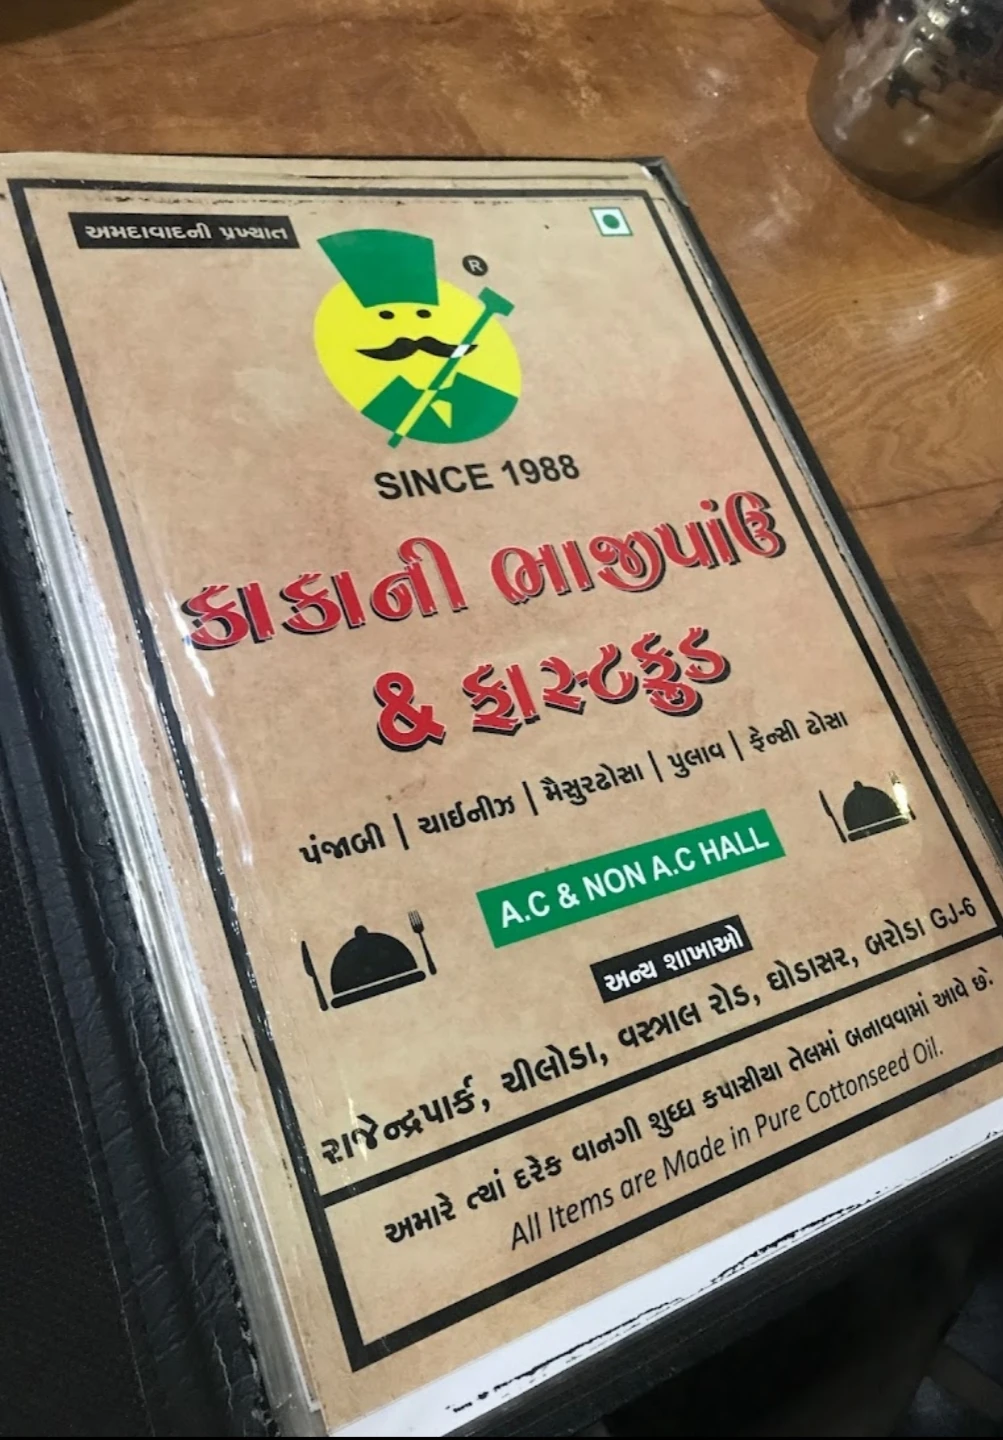 અમદાવાદની પ્રખ્યાત
R
SINCE 1988
કાકાની ભાજીપાંઉ
& ફાસ્ટફુડ
પંજાબી | ચાઈનીઝ | મૈસુરઢોસા | પુલાવ | ફેન્સી ઢોસા
A.C & NON A.C HALL
અન્ય શાખાઓ
રાજેન્દ્રપાર્ક, ચીલોડા, વસ્ત્રાલ રોડ, ઘોડાસર, બરોડા GJ-6
અમારે ત્યાં દરેક વાનગી શુધ્ધ કપાસીયા તેલમાં બનાવવામાં આવે છે.
All Items are Made in Pure Cottonseed Oil.